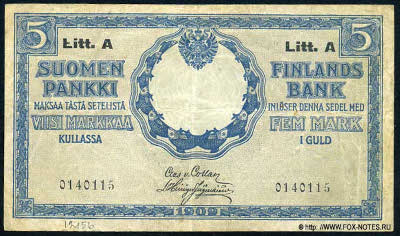 5 5
Litt. A Litt. A
SUOMEN
PANKKI
MAKSAA TÄSTÄ SETELISTÄ
VIISI MARKKAA
KULLASSA
FINLANDS
BANK
INLÖSER DENNA SEDEL MED
FEM MARK
I GULD
0140115 0140115
1909
http://www.FOX-NOTES.RU